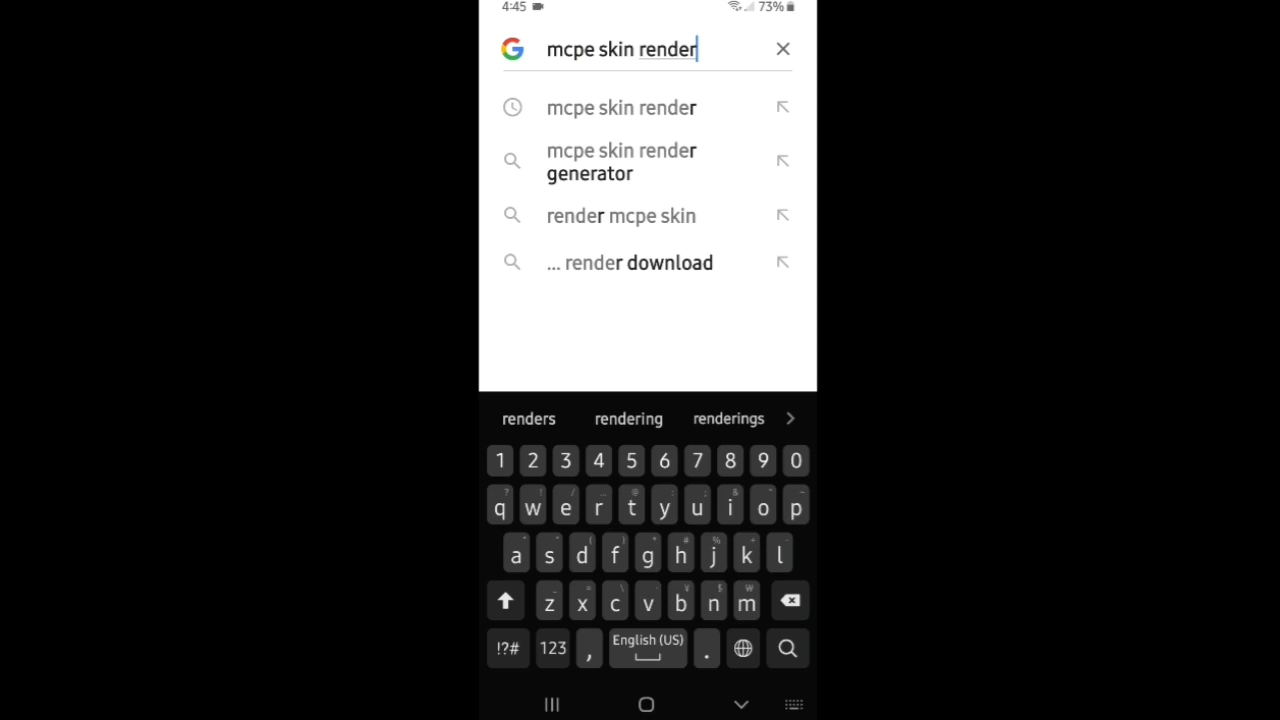 4:45 73%
mcpe skin render
mcpe skin render
mcpe skin render
generator
render mcpe skin
... render download
renders rendering renderings
1 2 3 4 5 6 7 8 9 0
q w e r t y u i o p
a s d f g h j k l
z x c v b n m
!?# 123 , English (US) .